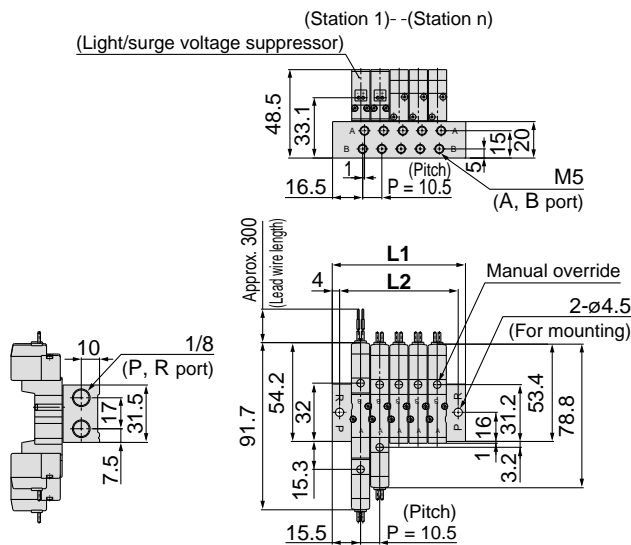 (Station 1)- -(Station n)
(Light/surge voltage suppressor)
48.5
33.1
A
A
B
B
20
15
5
1
(Pitch)
P = 10.5
16.5
M5
(A, B port)
Approx. 300
(Lead wire length)
L1
L2
4
Manual override
2-ø4.5
(For mounting)
10
1/8
(P, R port)
17
31.5
7.5
91.7
54.2
32
15.3
R
P
B
B
B
B
B
A
A
A
A
A
R
P
16
1
31.2
3.2
53.4
78.8
(Pitch)
P = 10.5
15.5